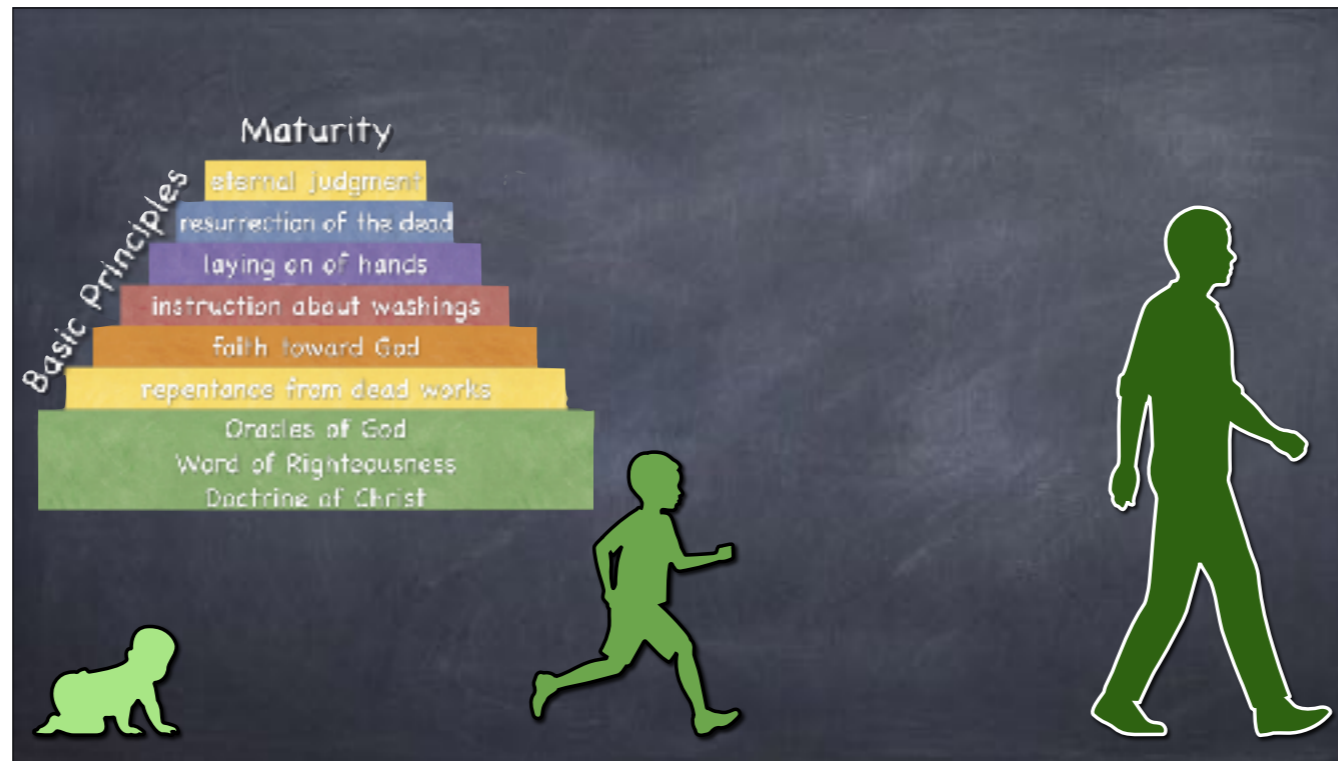 Maturity
Basic Principles
eternal judgment
resurrection of the dead
laying on of hands
instruction about washings
faith toward God
repentance from dead works
Oracles of God
Word of Righteousness
Doctrine of Christ